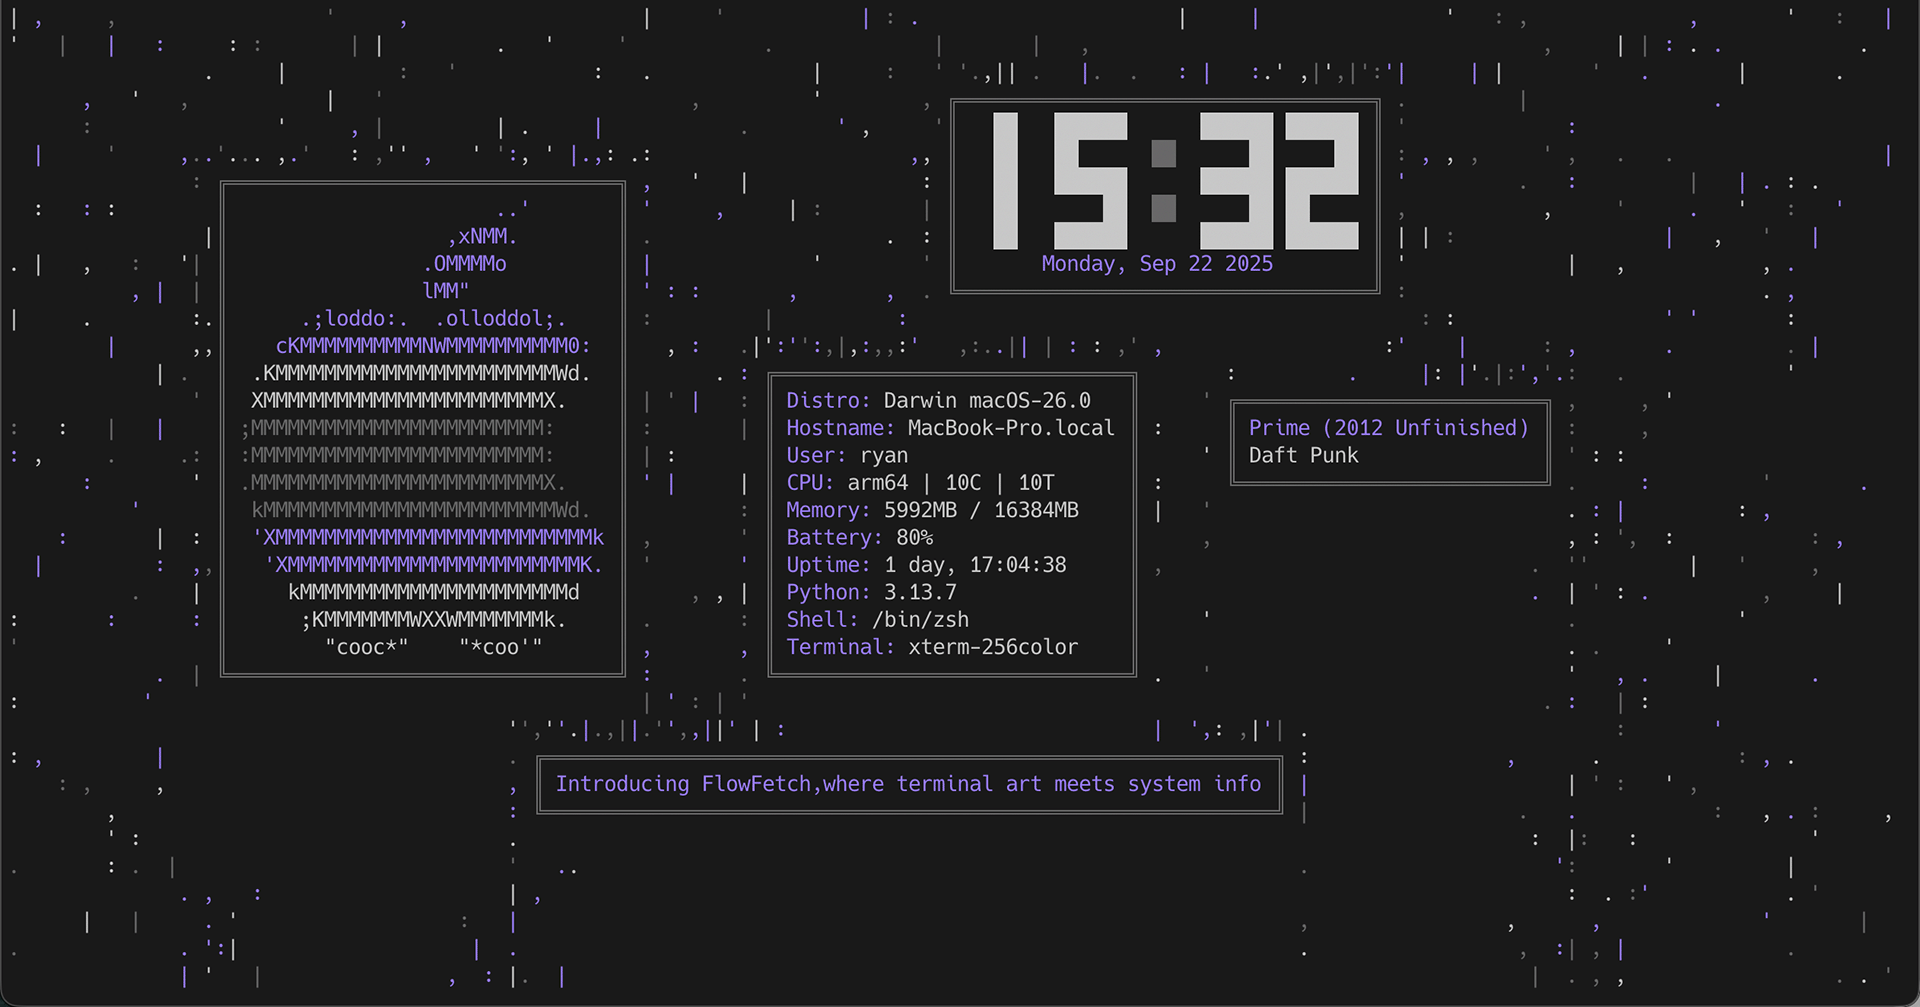 15:32
Monday, Sep 22 2025
..'
,xNMM.
.OMMMMo
lMM"
.;loddo:.  .olloddol;.
cKMMMMMMMMMMNWMMMMMMMMMM0:
.KMMMMMMMMMMMMMMMMMMMMMMMWd.
XMMMMMMMMMMMMMMMMMMMMMMMX.
;MMMMMMMMMMMMMMMMMMMMMMMM:
:MMMMMMMMMMMMMMMMMMMMMMMM:
.MMMMMMMMMMMMMMMMMMMMMMMMX.
kMMMMMMMMMMMMMMMMMMMMMMMMWd.
'XMMMMMMMMMMMMMMMMMMMMMMMMMMk
'XMMMMMMMMMMMMMMMMMMMMMMMMK.
kMMMMMMMMMMMMMMMMMMMMMMd
;KMMMMMMMWXXWMMMMMMMk.
"cooc*"    "*coo'"
Distro: Darwin macOS-26.0
Hostname: MacBook-Pro.local
User: ryan
CPU: arm64 | 10C | 10T
Memory: 5992MB / 16384MB
Battery: 80%
Uptime: 1 day, 17:04:38
Python: 3.13.7
Shell: /bin/zsh
Terminal: xterm-256color
Prime (2012 Unfinished)
Daft Punk
Introducing FlowFetch,where terminal art meets system info